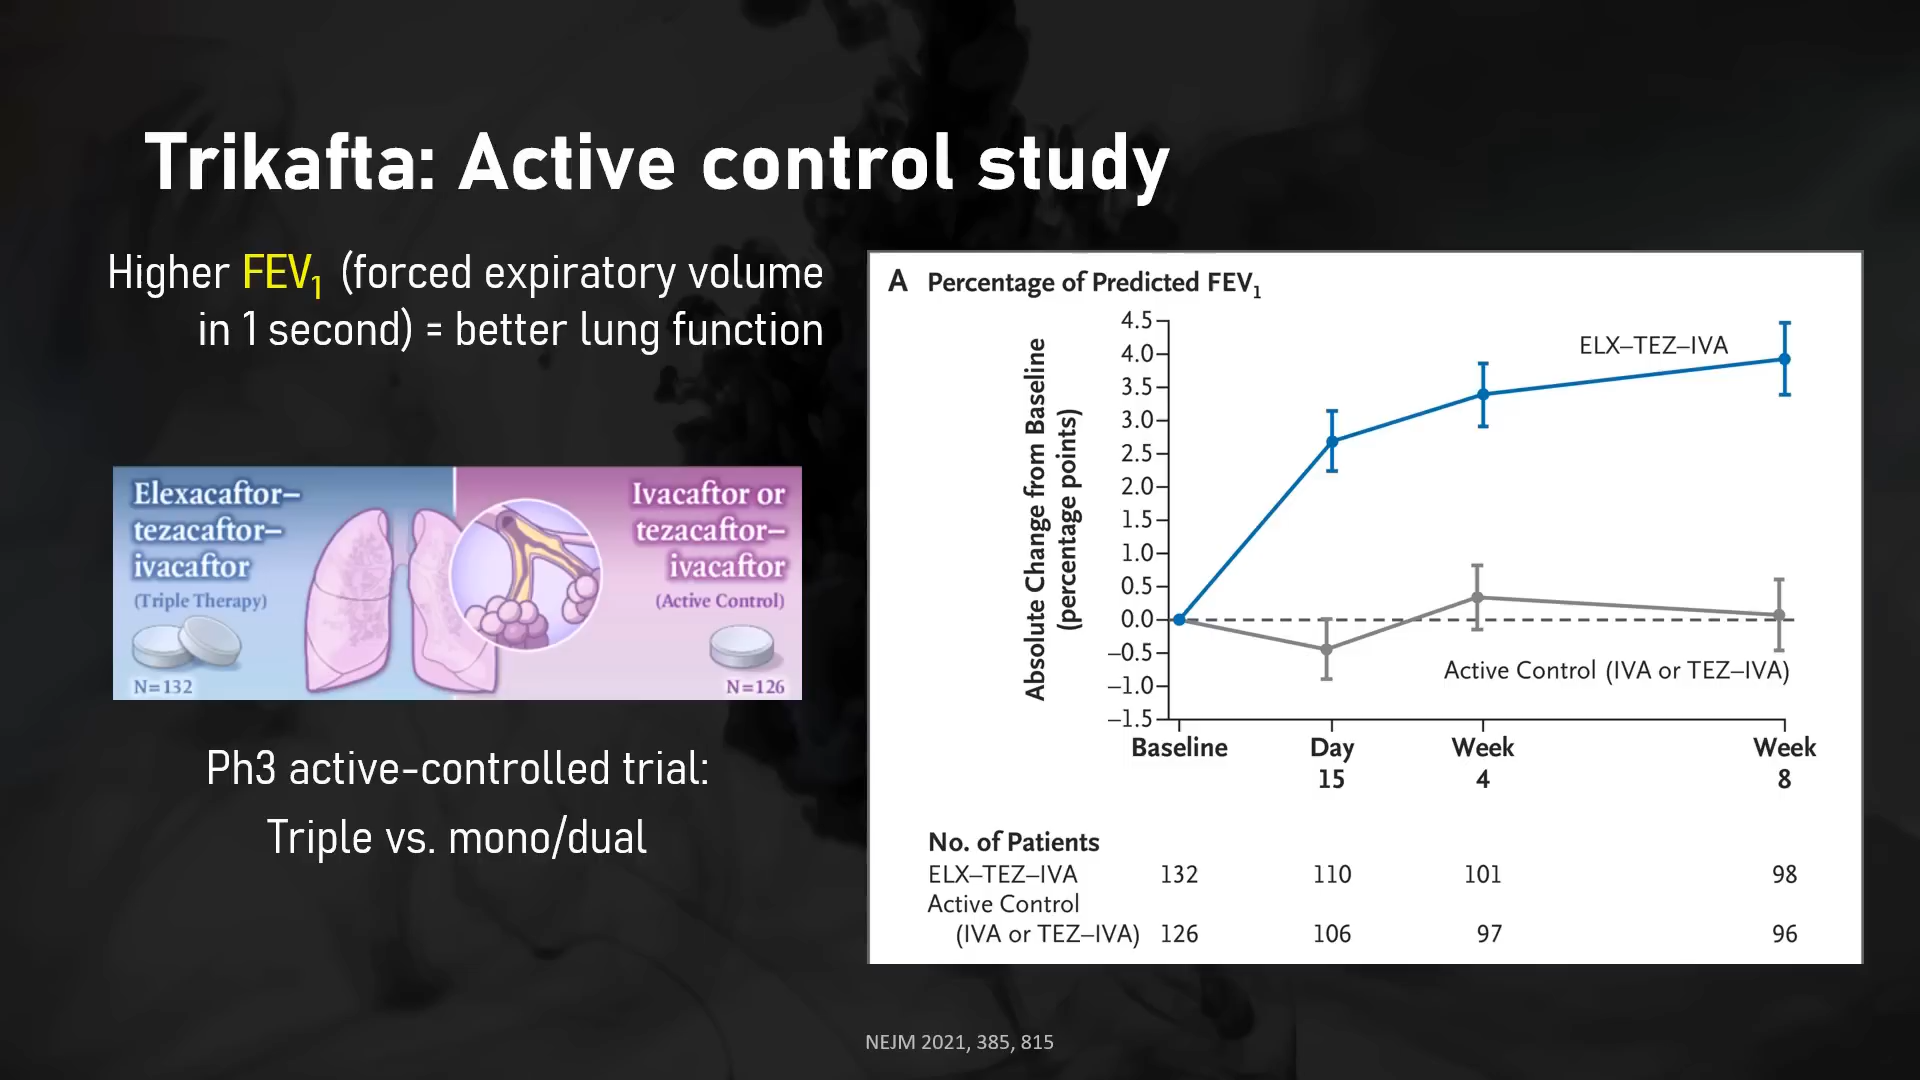 Trikafta: Active control study
Higher FEV₁ (forced expiratory volume
in 1 second) = better lung function
Elexacaftor–
tezacaftor–
ivacaftor
(Triple Therapy)
N=132
Ivacaftor or
tezacaftor–
ivacaftor
(Active Control)
N=126
Ph3 active-controlled trial:
Triple vs. mono/dual
A Percentage of Predicted FEV₁
Absolute Change from Baseline
(percentage points)
4.5
4.0
3.5
3.0
2.5
2.0
1.5
1.0
0.5
0.0
–0.5
–1.0
–1.5
ELX–TEZ–IVA
Active Control (IVA or TEZ–IVA)
Baseline
Day
15
Week
4
Week
8
No. of Patients
ELX–TEZ–IVA 132 110 101 98
Active Control
(IVA or TEZ–IVA) 126 106 97 96
NEJM 2021, 385, 815